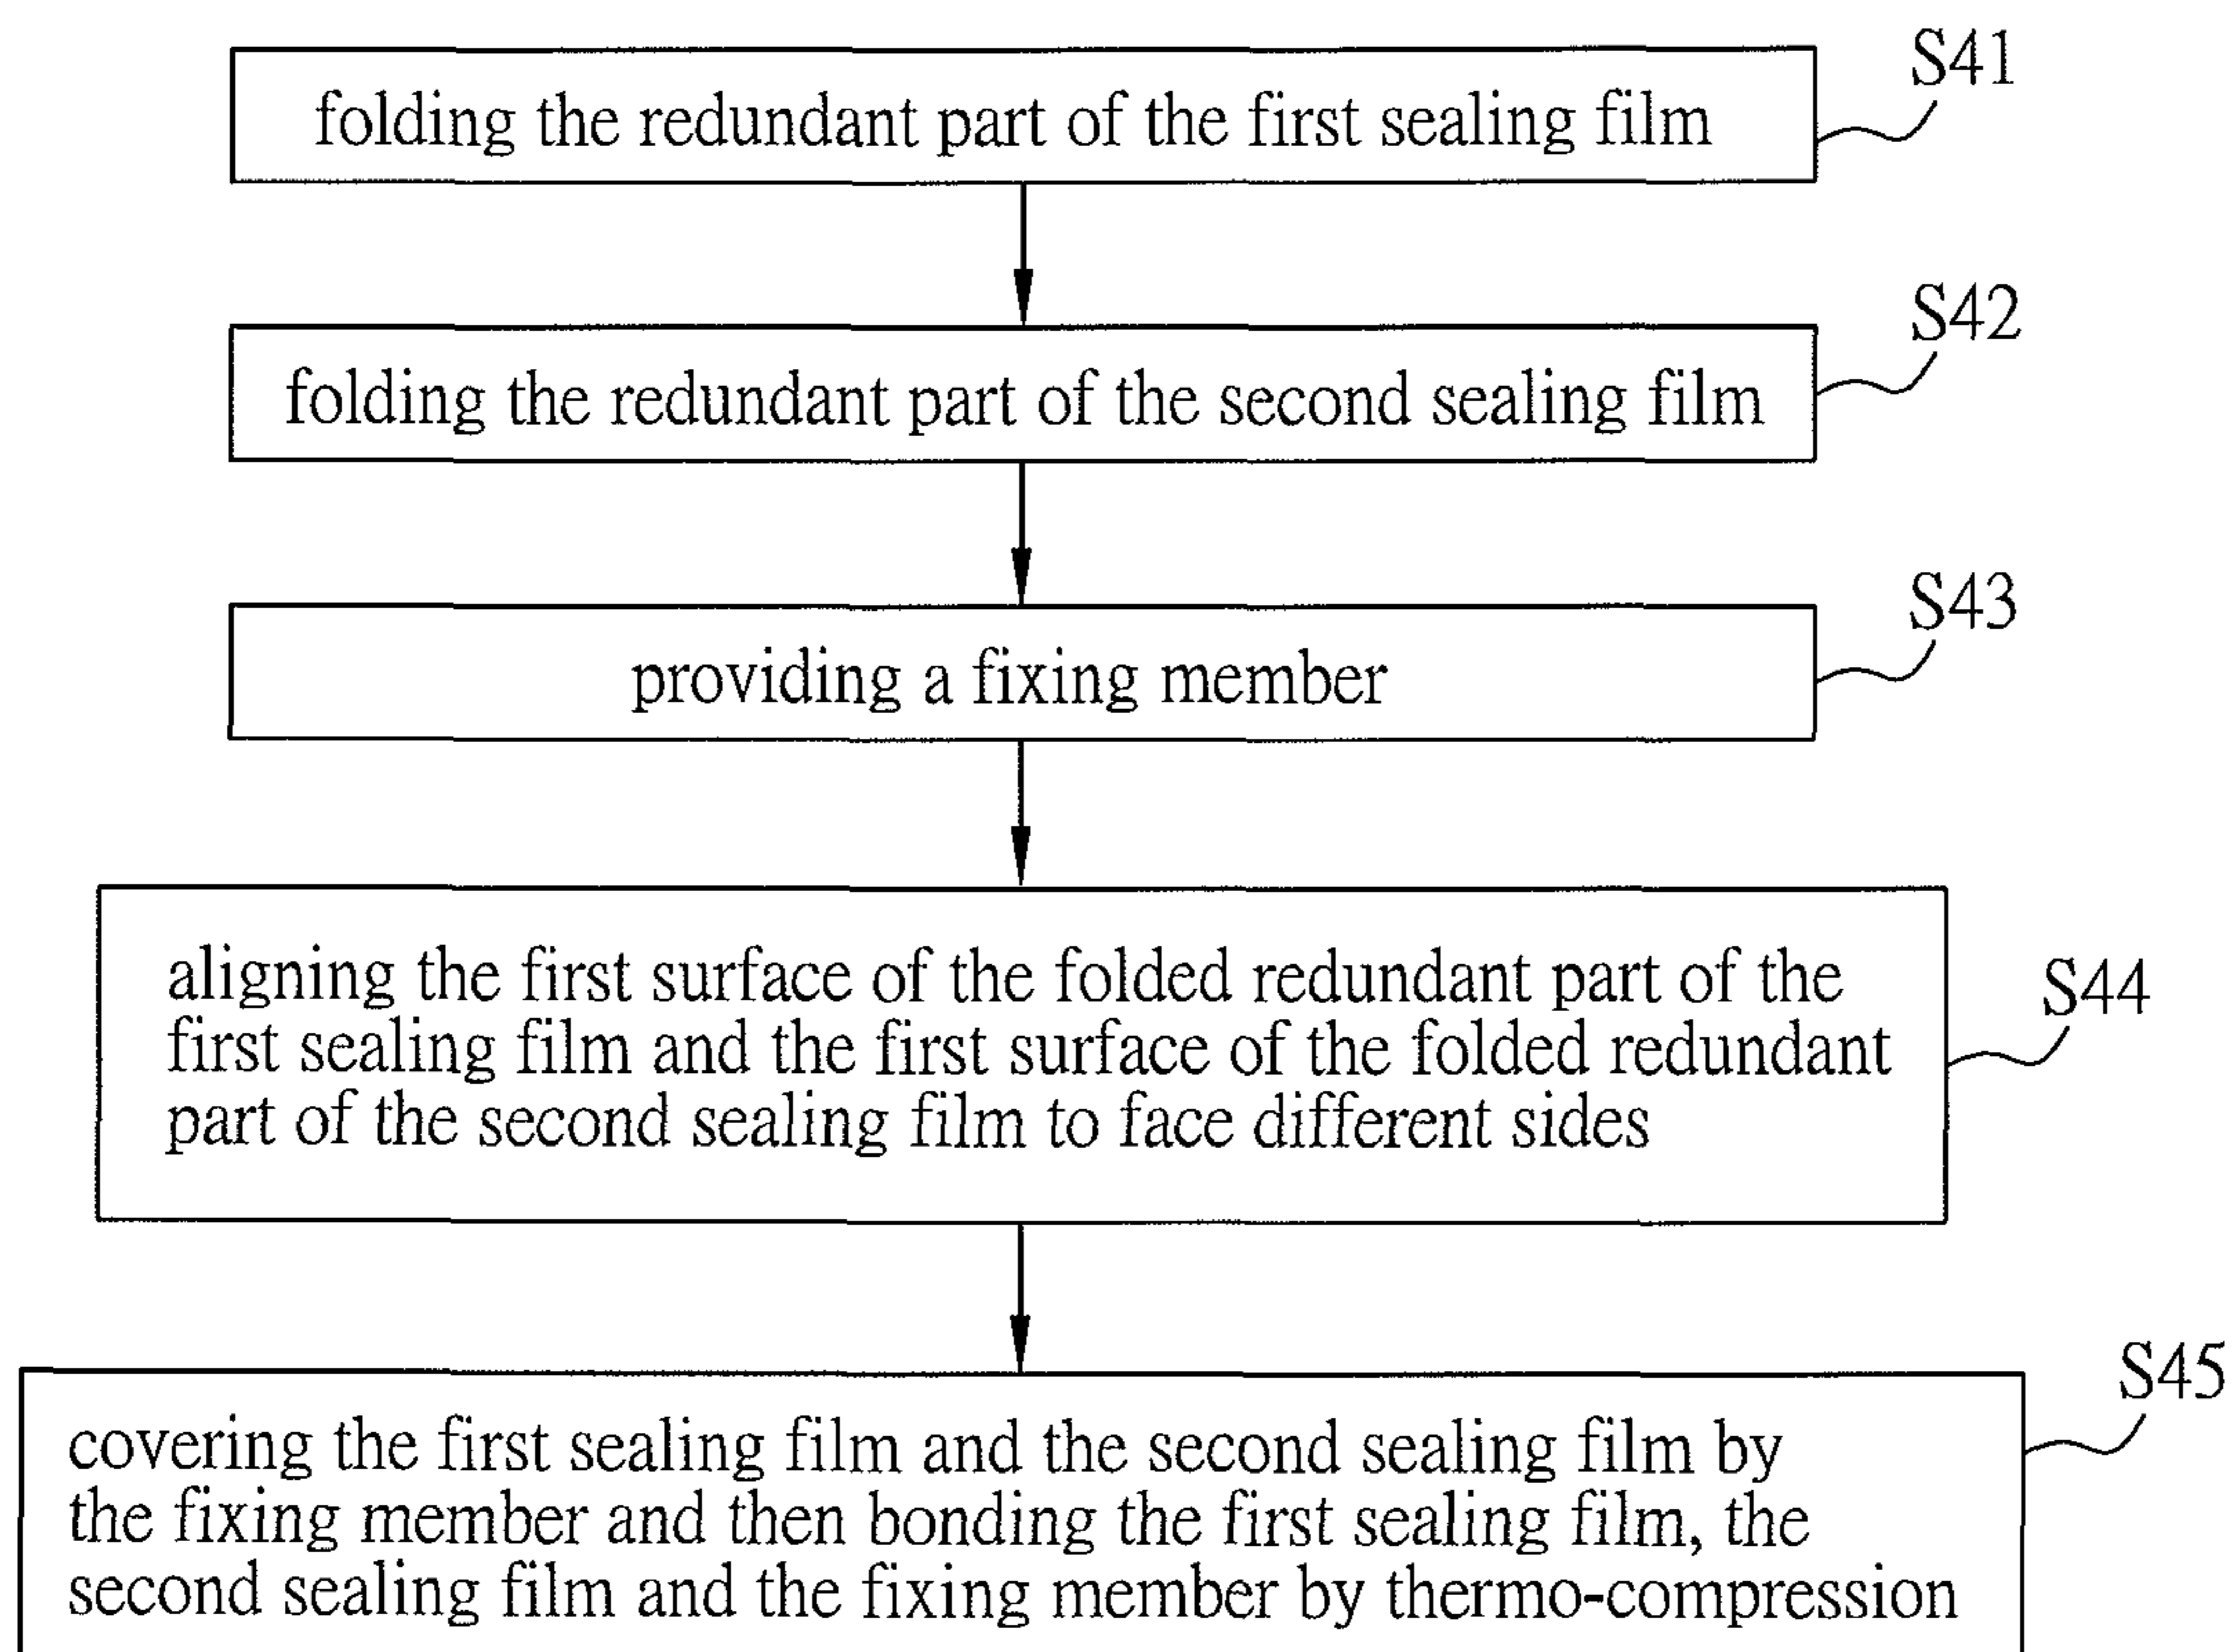 folding the redundant part of the first sealing film
S41
folding the redundant part of the second sealing film
S42
providing a fixing member
S43
aligning the first surface of the folded redundant part of the
first sealing film and the first surface of the folded redundant
part of the second sealing film to face different sides
S44
covering the first sealing film and the second sealing film by
the fixing member and then bonding the first sealing film, the
second sealing film and the fixing member by thermo-compression
S45